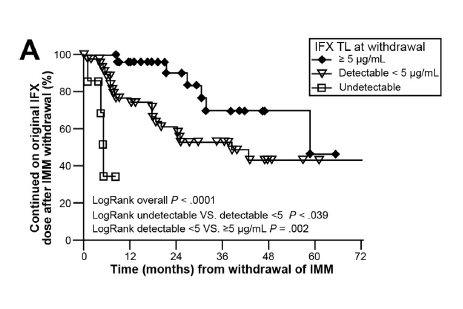 A
IFX TL at withdrawal
≥ 5 µg/mL
Detectable < 5 µg/mL
Undetectable
Continued on original IFX
dose after IMM withdrawal (%)
100
80
60
40
20
0
LogRank overall P < .0001
LogRank undetectable VS. detectable <5 P < .039
LogRank detectable <5 VS. ≥5 µg/mL P = .002
0 12 24 36 48 60 72
Time (months) from withdrawal of IMM